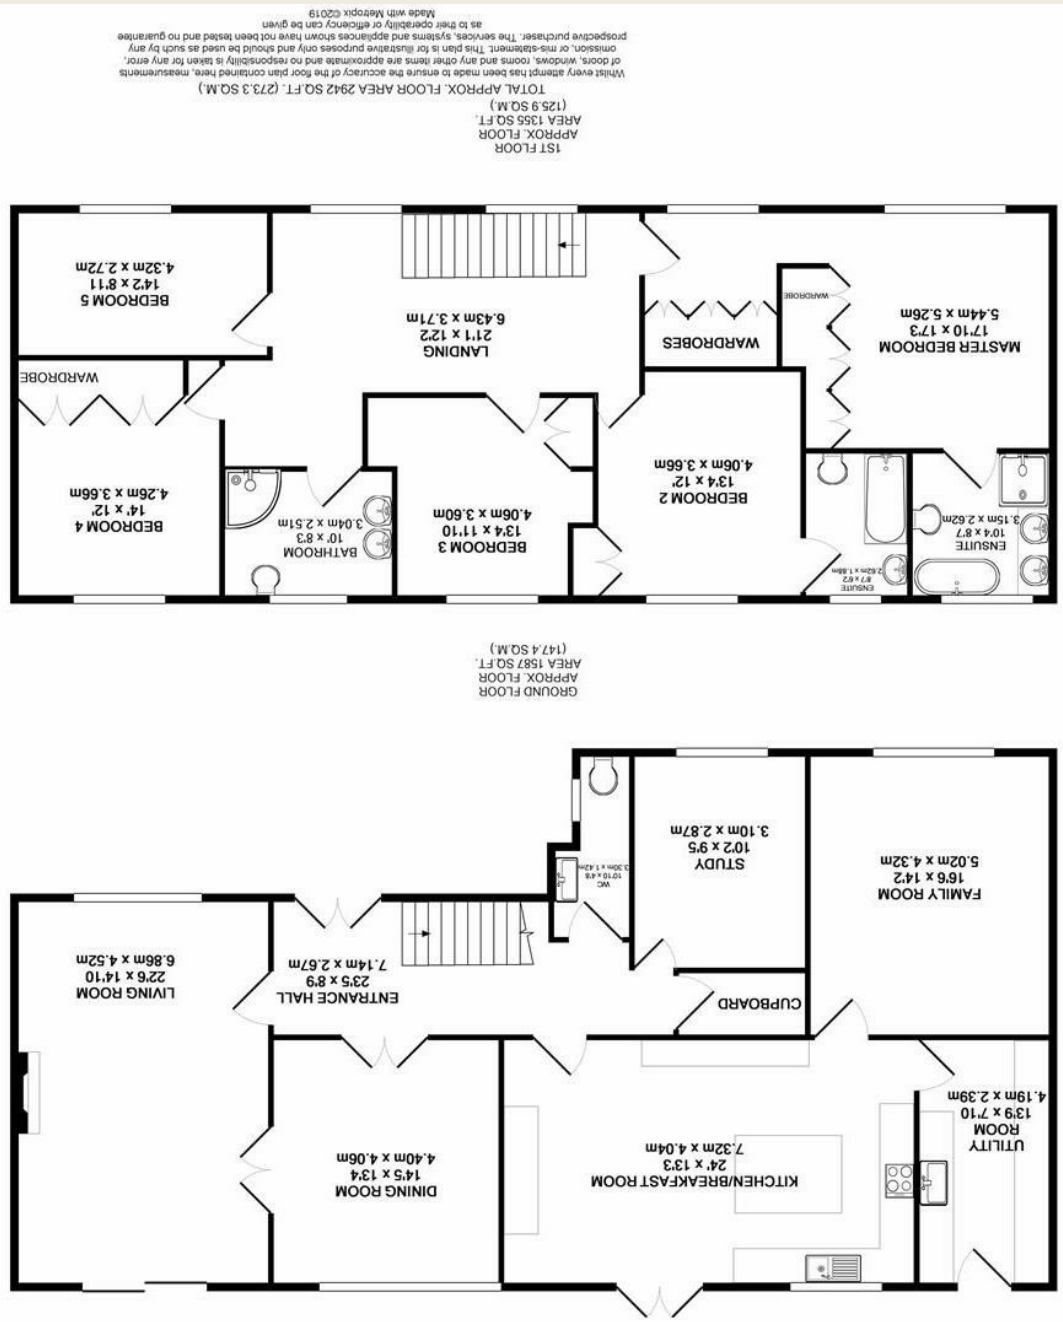 KITCHEN/BREAKFAST ROOM
24' x 13'3
7.32m x 4.04m
DINING ROOM
14'5 x 13'4
4.40m x 4.06m
UTILITY
ROOM
13'9 7'10
4.19m x 2.39m
CUPBOARD
ENTRANCE HALL
23'5 x 8'9
7.14m x 2.67m
LIVING ROOM
22'6 x 14'10
6.86m x 4.52m
FAMILY ROOM
16'6 x 14'2
5.02m x 4.32m
STUDY
10'2 x 9'5
3.10m x 2.87m
WC
10'10 x 4'8
3.30m x 1.42m
GROUND FLOOR
APPROX. FLOOR
AREA 1587 SQ.FT.
(147.4 SQ.M.)
ENSUITE
10'4 x 8'7
3.15m x 2.62m
ENSUITE
8'7 x 6'2
2.62m x 1.88m
BEDROOM 2
13'4 x 12'
4.06m x 3.66m
BEDROOM 3
13'4 x 11'10
4.06m x 3.60m
BATHROOM
10' x 8'3
3.04m x 2.51m
BEDROOM 4
14' x 12'
4.26m x 3.66m
MASTER BEDROOM
17'10 x 17'3
5.44m x 5.26m
WARDROBE
WARDROBES
LANDING
21'1 x 12'2
6.43m x 3.71m
WARDROBE
BEDROOM 5
14'2 x 8'11
4.32m x 2.72m
1ST FLOOR
APPROX. FLOOR
AREA 1355 SQ.FT.
(125.9 SQ.M.)
TOTAL APPROX. FLOOR AREA 2942 SQ.FT. (273.3 SQ.M.)
Whilst every attempt has been made to ensure the accuracy of the floor plan contained here, measurements
of doors, windows, rooms and any other items are approximate and no responsibility is taken for any error,
omission, or mis-statement. This plan is for illustrative purposes only and should be used as such by any
prospective purchaser. The services, systems and appliances shown have not been tested and no guarantee
as to their operability or efficiency can be given
Made with Metropix ©2019